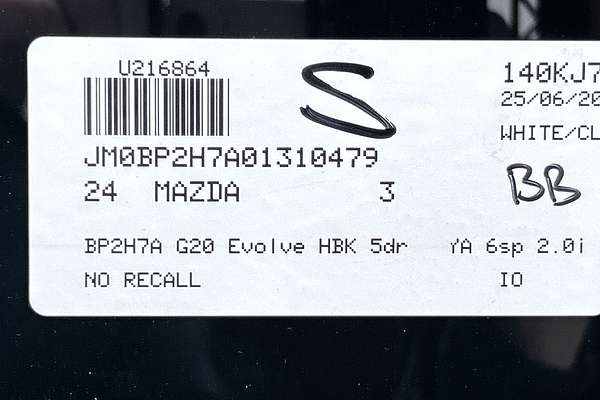 U216864
S
140KJ7
25/06/20
WHITE/CL
JM0BP2H7A01310479
24 MAZDA 3
BB
BP2H7A G20 Evolve HBK 5dr YA 6sp 2.0i
NO RECALL IO